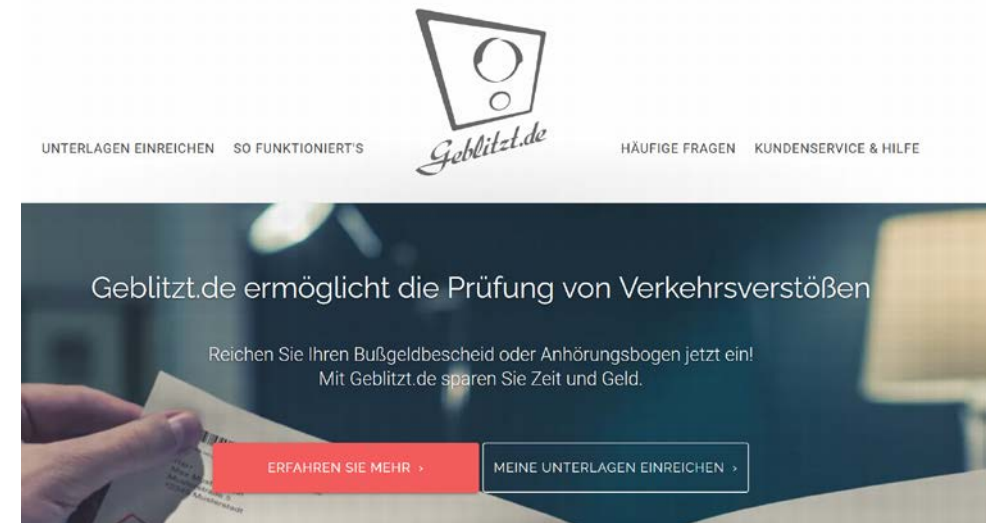 Geblitzt.de
UNTERLAGEN EINREICHEN SO FUNKTIONIERT'S HÄUFIGE FRAGEN KUNDENSERVICE & HILFE
Geblitzt.de ermöglicht die Prüfung von Verkehrsverstößen
Reichen Sie Ihren Bußgeldbescheid oder Anhörungsbogen jetzt ein!
Mit Geblitzt.de sparen Sie Zeit und Geld.
ERFAHREN SIE MEHR › MEINE UNTERLAGEN EINREICHEN ›